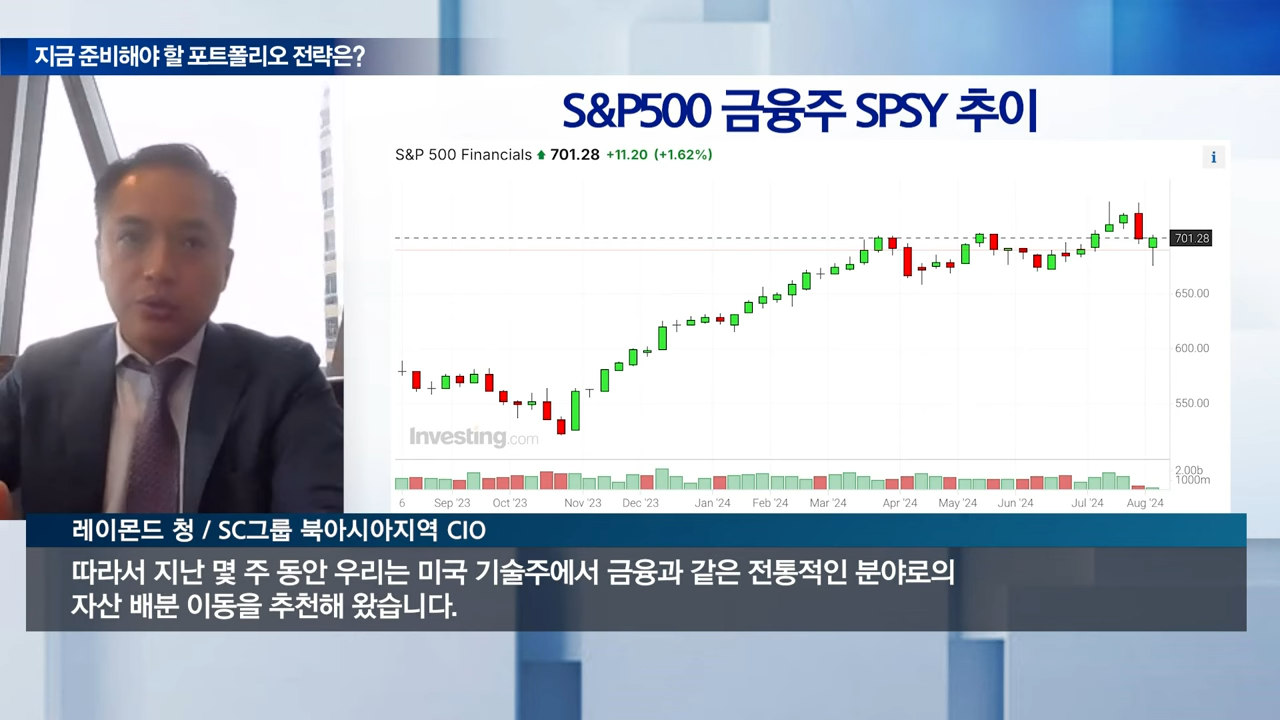 지금 준비해야 할 포트폴리오 전략은?
S&P500 금융주 SPSY 추이
S&P 500 Financials 701.28 +11.20 (+1.62%)
i
701.28
650.00
600.00
550.00
Investing.com
2.00b
1000m
6 Sep '23 Oct '23 Nov '23 Dec '23 Jan '24 Feb '24 Mar '24 Apr '24 May '24 Jun '24 Jul '24 Aug '24
레이몬드 청 / SC그룹 북아시아지역 CIO
따라서 지난 몇 주 동안 우리는 미국 기술주에서 금융과 같은 전통적인 분야로의
자산 배분 이동을 추천해 왔습니다.